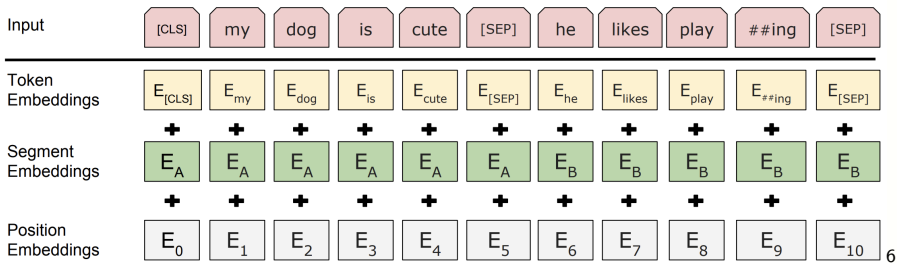 Input [CLS] my dog is cute [SEP] he likes play ##ing [SEP]
Token Embeddings E[CLS] Emy Edog Eis Ecute E[SEP] Ehe Elikes Eplay E##ing E[SEP]
+ + + + + + + + + + +
Segment Embeddings EA EA EA EA EA EA EB EB EB EB EB
+ + + + + + + + + + +
Position Embeddings E0 E1 E2 E3 E4 E5 E6 E7 E8 E9 E10
6